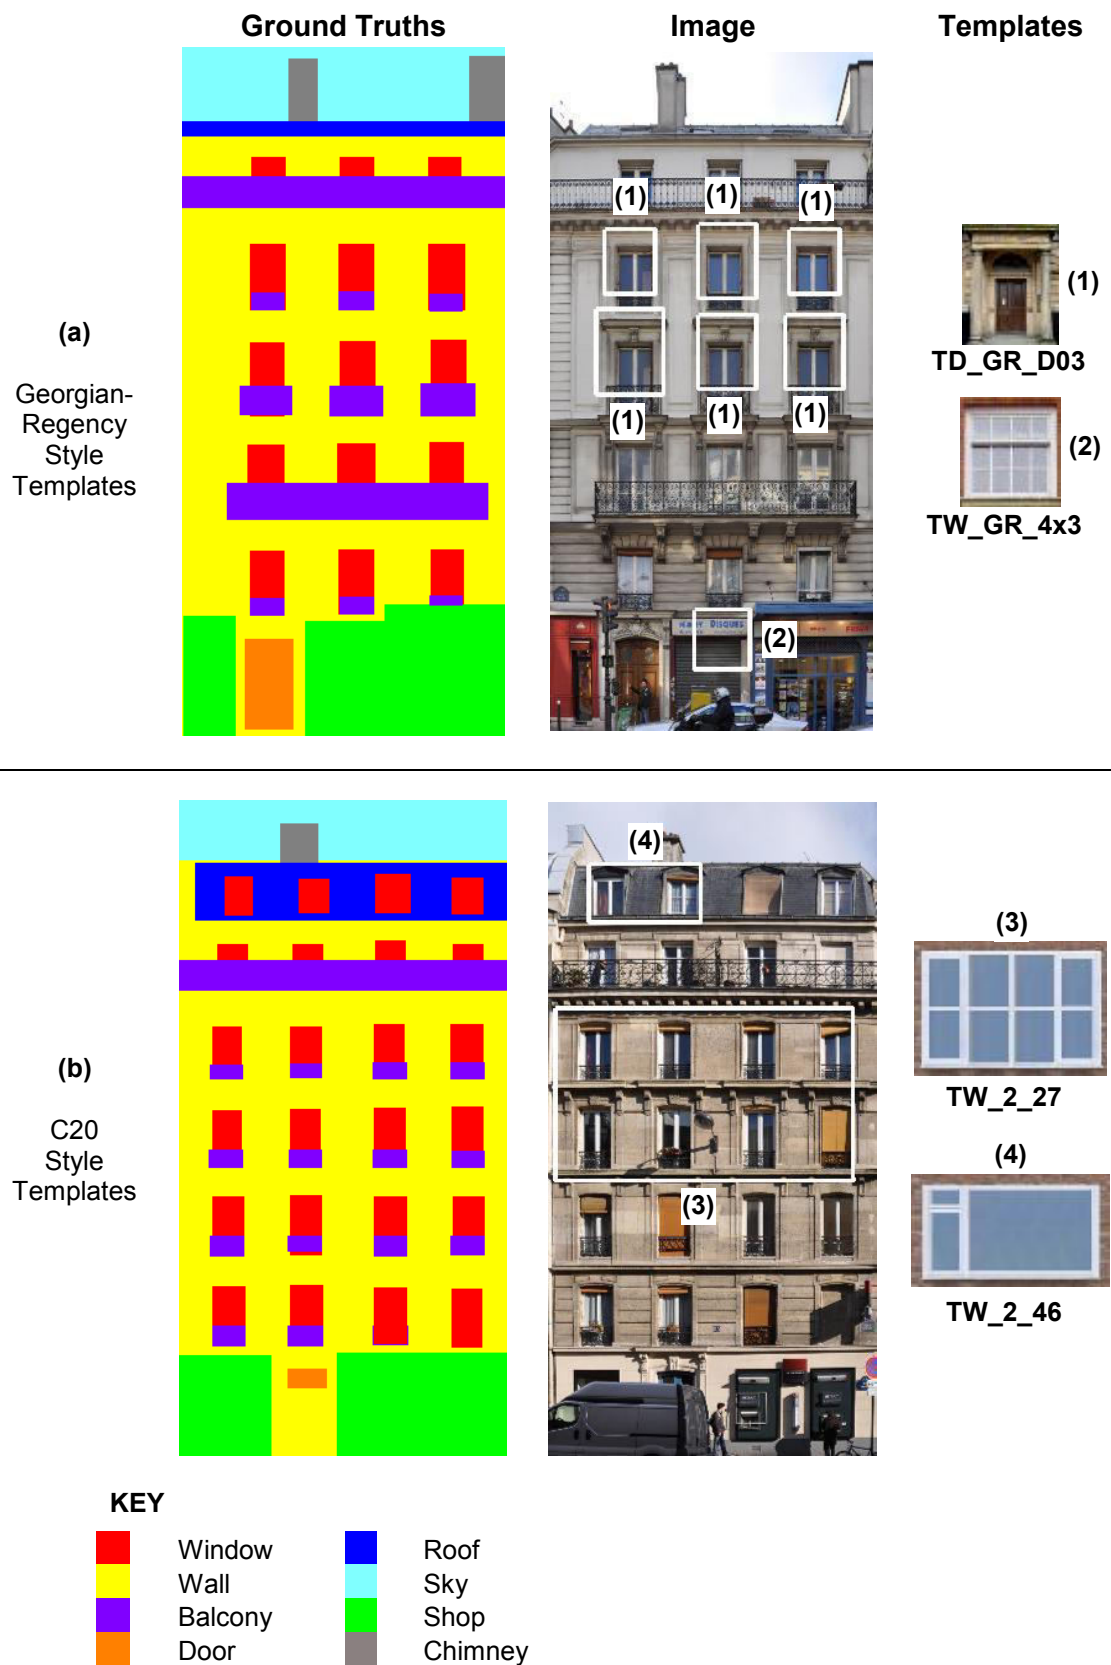 Ground Truths Image Templates
(a)
Georgian-
Regency
Style
Templates
(1) (1) (1)
(1) (1) (1)
DISQUES
(2)
(1)
TD_GR_D03
(2)
TW_GR_4x3
(b)
C20
Style
Templates
(4)
(3)
(3)
TW_2_27
(4)
TW_2_46
KEY
Window Roof
Wall Sky
Balcony Shop
Door Chimney